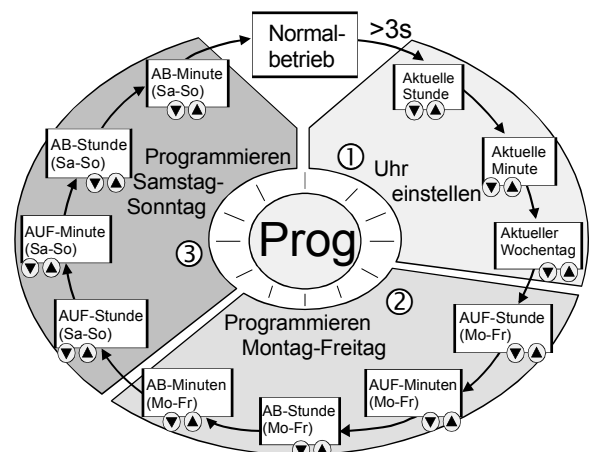 Normal-
betrieb
>3s
Aktuelle
Stunde
Aktuelle
Minute
Aktueller
Wochentag
① Uhr
einstellen
AUF-Stunde
(Mo-Fr)
AUF-Minuten
(Mo-Fr)
AB-Stunde
(Mo-Fr)
AB-Minuten
(Mo-Fr)
②
Programmieren
Montag-Freitag
AUF-Stunde
(Sa-So)
AUF-Minute
(Sa-So)
AB-Stunde
(Sa-So)
AB-Minute
(Sa-So)
Programmieren
Samstag-
Sonntag
③
Prog